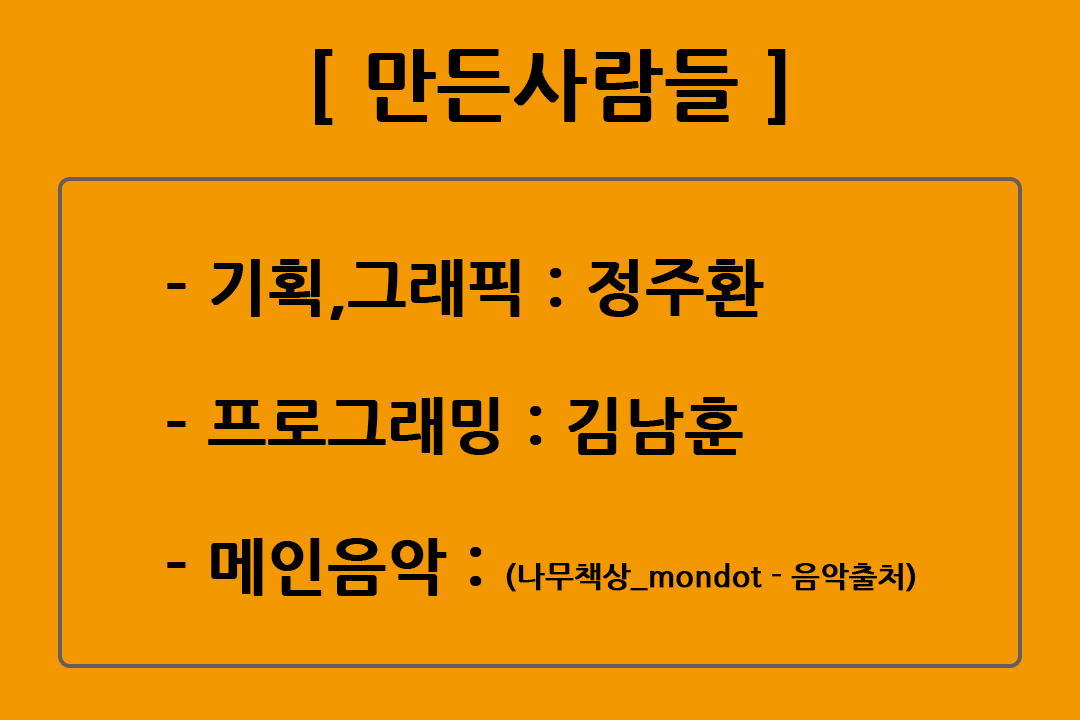 [ 만든사람들 ]
- 기획,그래픽 : 정주환
- 프로그래밍 : 김남훈
- 메인음악 : (나무책상_mondot - 음악출처)